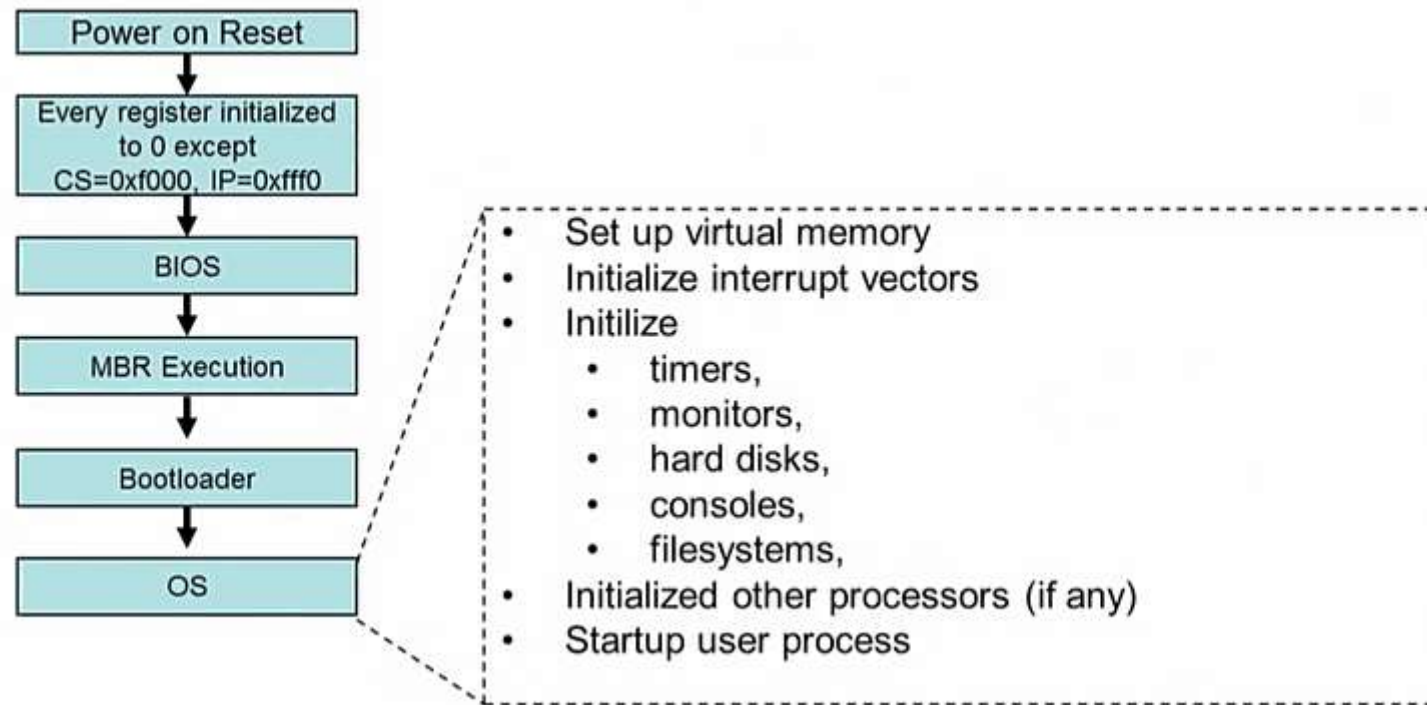 Power on Reset
Every register initialized
to 0 except
CS=0xf000, IP=0xfff0
BIOS
MBR Execution
Bootloader
OS
• Set up virtual memory
• Initialize interrupt vectors
• Initilize
• timers,
• monitors,
• hard disks,
• consoles,
• filesystems,
• Initialized other processors (if any)
• Startup user process